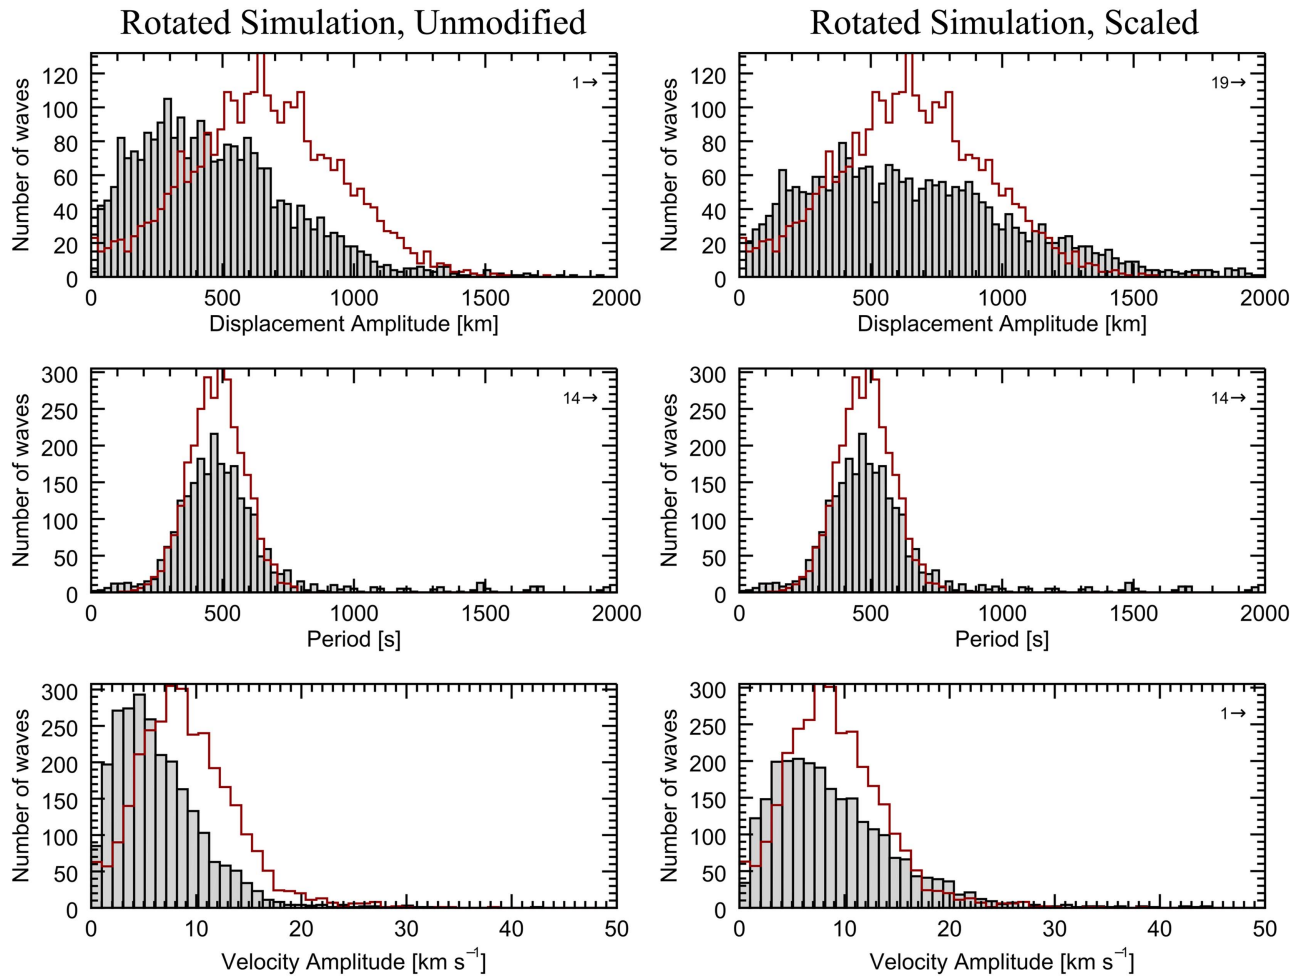 Rotated Simulation, Unmodified
Rotated Simulation, Scaled
Number of waves
120
100
80
60
40
20
0
1→
0 500 1000 1500 2000
Displacement Amplitude [km]
Number of waves
120
100
80
60
40
20
0
19→
0 500 1000 1500 2000
Displacement Amplitude [km]
Number of waves
300
250
200
150
100
50
0
14→
0 500 1000 1500 2000
Period [s]
Number of waves
300
250
200
150
100
50
0
14→
0 500 1000 1500 2000
Period [s]
Number of waves
300
250
200
150
100
50
0
0 10 20 30 40 50
Velocity Amplitude [km s⁻¹]
Number of waves
300
250
200
150
100
50
0
1→
0 10 20 30 40 50
Velocity Amplitude [km s⁻¹]